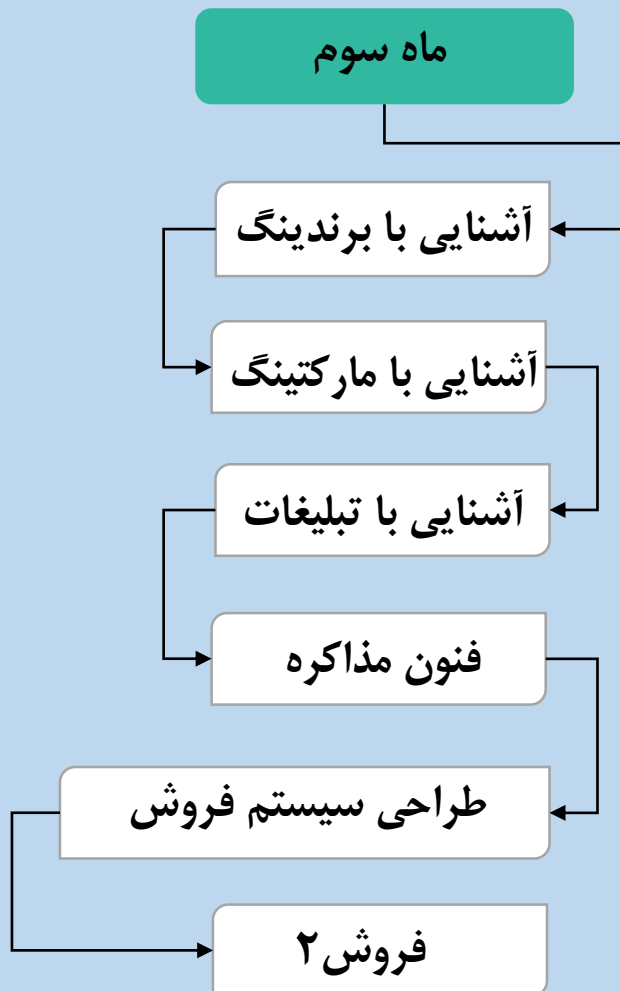 ماه سوم
آشنایی با برندینگ
آشنایی با مارکتینگ
آشنایی با تبلیغات
فنون مذاکره
طراحی سیستم فروش
فروش۲